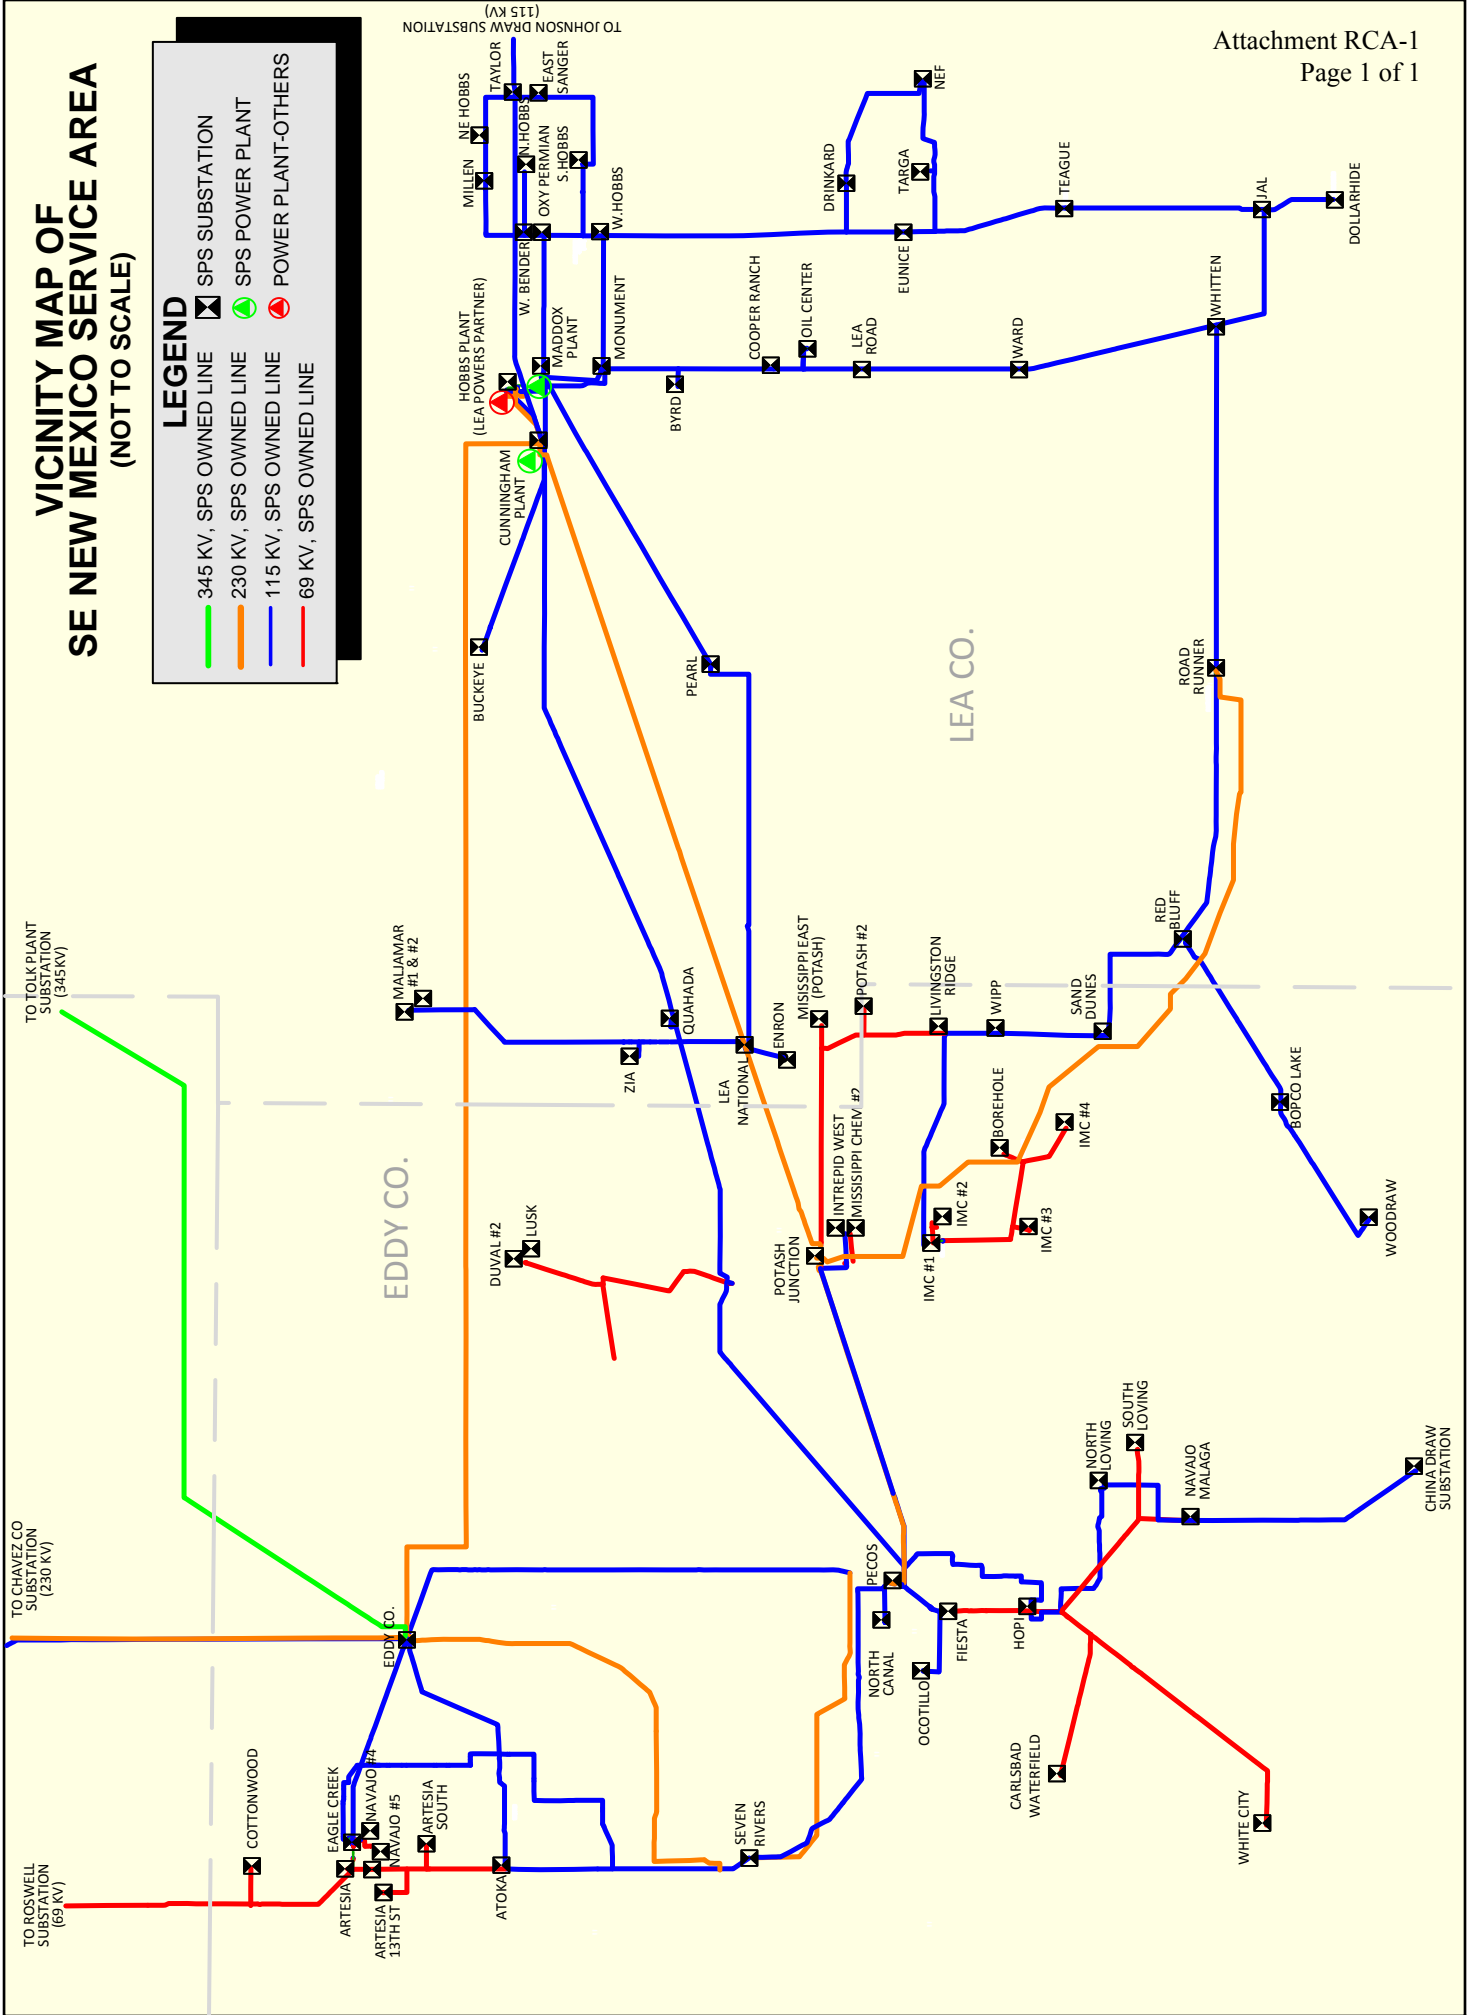 Attachment RCA-1
Page 1 of 1
VICINITY MAP OF
SE NEW MEXICO SERVICE AREA
(NOT TO SCALE)
LEGEND
345 KV, SPS OWNED LINE
230 KV, SPS OWNED LINE
115 KV, SPS OWNED LINE
69 KV, SPS OWNED LINE
SPS SUBSTATION
SPS POWER PLANT
POWER PLANT-OTHERS
TO ROSWELL
SUBSTATION
(69 KV)
TO CHAVEZ CO
SUBSTATION
(230 KV)
TO TOLK PLANT
SUBSTATION
(345KV)
TO JOHNSON DRAW SUBSTATION
(115 KV)
COTTONWOOD
EAGLE CREEK
NAVAJO #4
NAVAJO #5
ARTESIA
ARTESIA
13TH ST
ARTESIA
SOUTH
ATOKA
EDDY CO.
SEVEN
RIVERS
EDDY CO.
DUVAL #2
LUSK
MALJAMAR
#1 & #2
ZIA
QUAHADA
LEA
NATIONAL
ENRON
BUCKEYE
PEARL
CUNNINGHAM
PLANT
HOBBS PLANT
(LEA POWERS PARTNER)
MADDOX
PLANT
MONUMENT
W. BENDER
OXY PERMIAN
N.HOBBS
S.HOBBS
W.HOBBS
MILLEN
NE HOBBS
TAYLOR
EAST
SANGER
BYRD
COOPER RANCH
OIL CENTER
LEA
ROAD
WARD
DRINKARD
EUNICE
TARGA
NEF
TEAGUE
JAL
DOLLARHIDE
WHITTEN
LEA CO.
ROAD
RUNNER
RED
BLUFF
MISISSIPPI EAST
(POTASH)
POTASH #2
LIVINGSTON
RIDGE
WIPP
SAND
DUNES
BOPCO LAKE
WOODRAW
POTASH
JUNCTION
INTREPID WEST
MISSISIPPI CHEM #2
BOREHOLE
IMC #1
IMC #2
IMC #3
IMC #4
PECOS
NORTH
CANAL
OCOTILLO
FIESTA
HOPI
CARLSBAD
WATERFIELD
WHITE CITY
NORTH
LOVING
SOUTH
LOVING
NAVAJO
MALAGA
CHINA DRAW
SUBSTATION